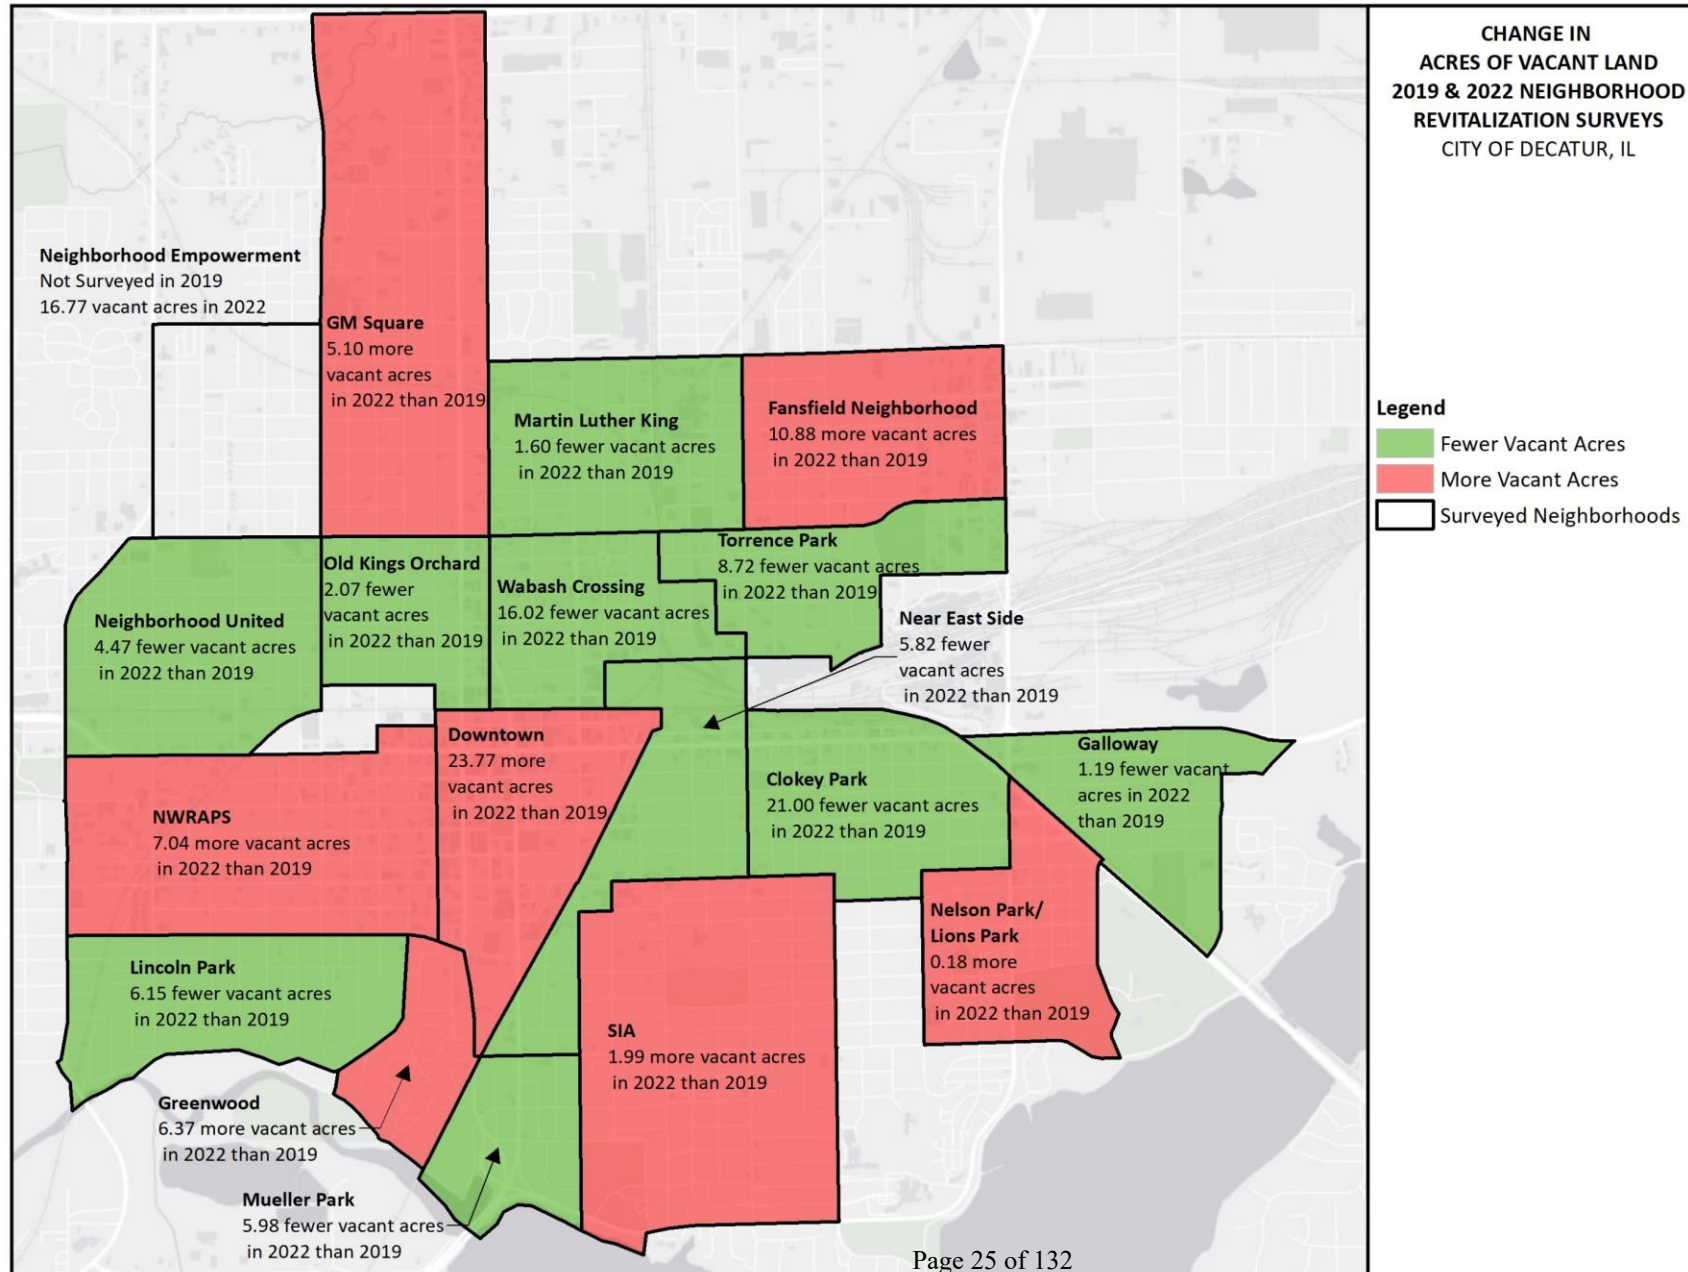 CHANGE IN
ACRES OF VACANT LAND
2019 & 2022 NEIGHBORHOOD
REVITALIZATION SURVEYS
CITY OF DECATUR, IL
Neighborhood Empowerment
Not Surveyed in 2019
16.77 vacant acres in 2022
GM Square
5.10 more
vacant acres
in 2022 than 2019
Martin Luther King
1.60 fewer vacant acres
in 2022 than 2019
Fansfield Neighborhood
10.88 more vacant acres
in 2022 than 2019
Legend
Fewer Vacant Acres
More Vacant Acres
Surveyed Neighborhoods
Neighborhood United
4.47 fewer vacant acres
in 2022 than 2019
Old Kings Orchard
2.07 fewer
vacant acres
in 2022 than 2019
Wabash Crossing
16.02 fewer vacant acres
in 2022 than 2019
Torrence Park
8.72 fewer vacant acres
in 2022 than 2019
Near East Side
5.82 fewer
vacant acres
in 2022 than 2019
NWRAPS
7.04 more vacant acres
in 2022 than 2019
Downtown
23.77 more
vacant acres
in 2022 than 2019
Clokey Park
21.00 fewer vacant acres
in 2022 than 2019
Galloway
1.19 fewer vacant
acres in 2022
than 2019
Lincoln Park
6.15 fewer vacant acres
in 2022 than 2019
Nelson Park/
Lions Park
0.18 more
vacant acres
in 2022 than 2019
SIA
1.99 more vacant acres
in 2022 than 2019
Greenwood
6.37 more vacant acres
in 2022 than 2019
Mueller Park
5.98 fewer vacant acres
in 2022 than 2019
Page 25 of 132